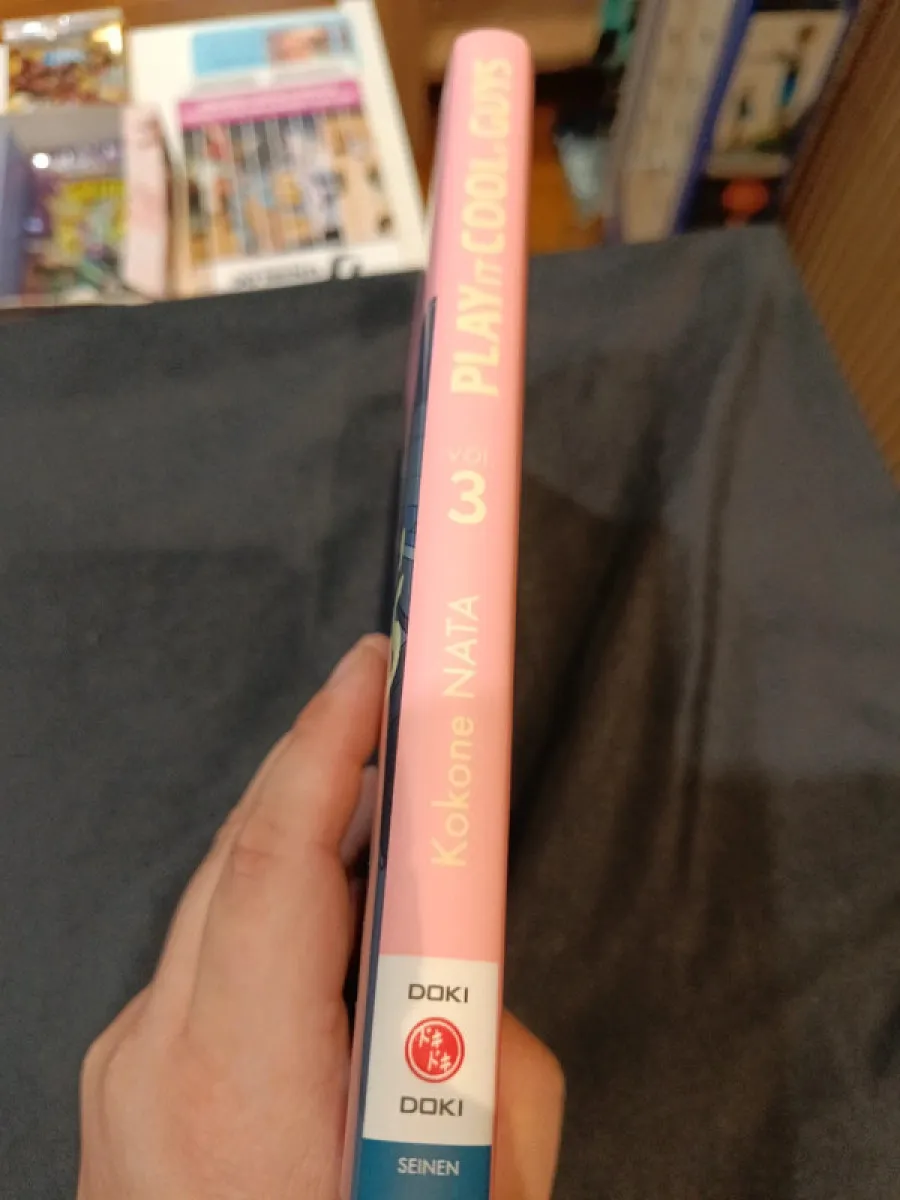 PLAY IT COOL, GUYS
VOL
3
Kokone NATA
DOKI
ドキ
ドキ
DOKI
SEINEN